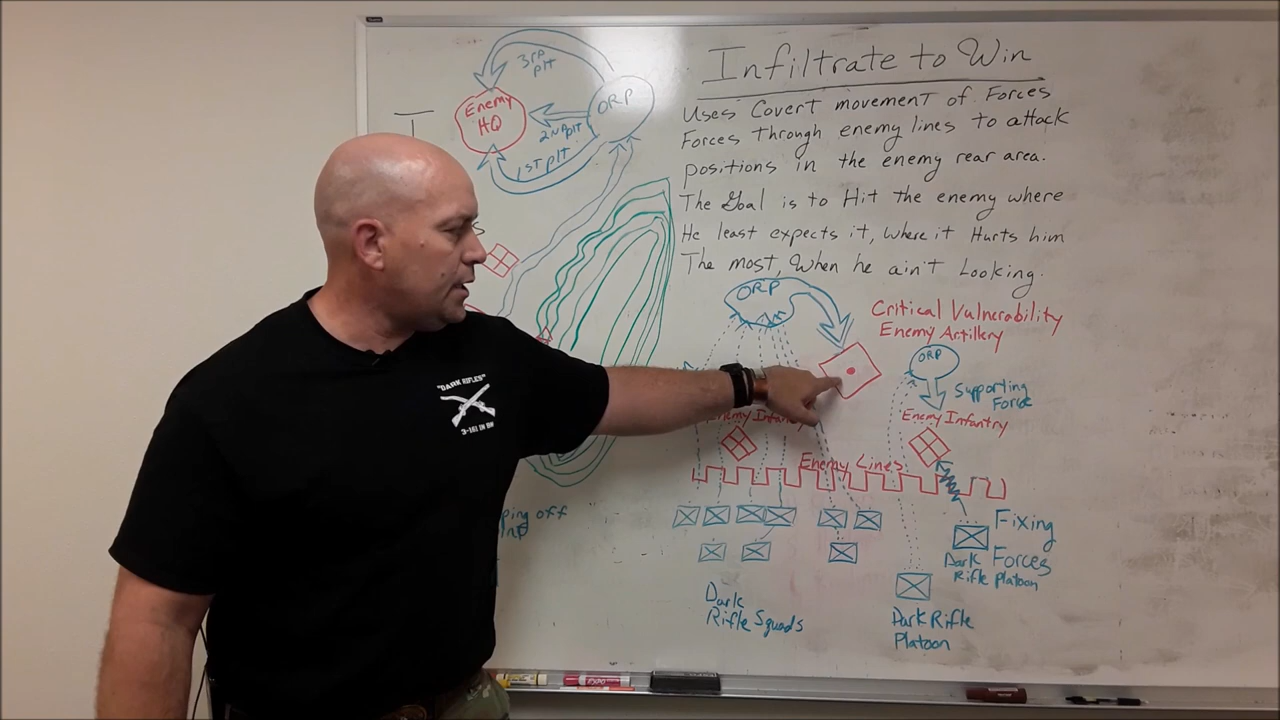 Infiltrate to Win
Uses Covert movement of Forces
Forces through enemy lines to attack
positions in the enemy rear area.
The Goal is to Hit the enemy where
He least expects it, where it Hurts him
The most, When he ain't Looking.
3rd plt
Enemy
HQ
ORP
2nd plt
1st plt
ORP
Critical Vulnerability
Enemy Artillery
ORP
Supporting
Force
Enemy Infantry
Enemy Lines
Fixing
Forces
Dark
Rifle Platoon
Dark
Rifle Squads
Dark Rifle
Platoon
"DARK RIFLES"
3-161 IN BN
EXPO